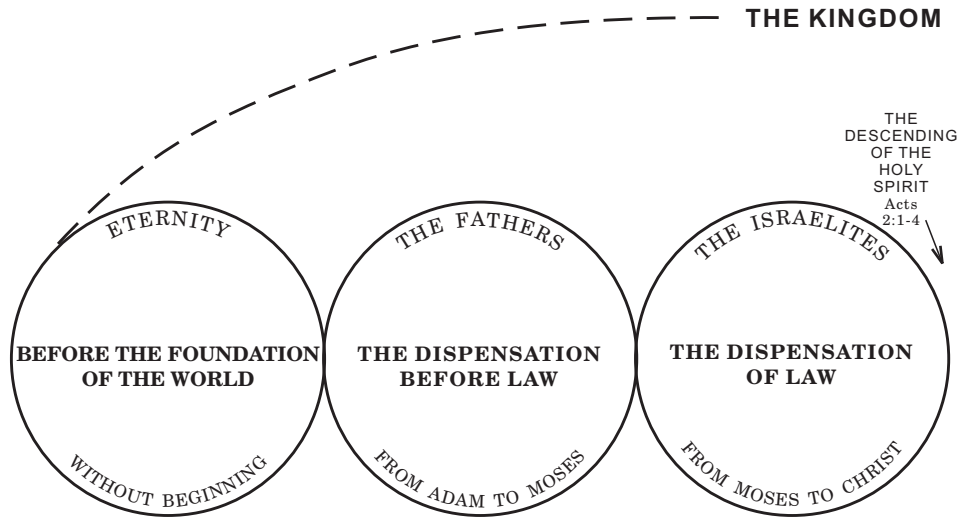 THE KINGDOM
THE
DESCENDING
OF THE
HOLY
SPIRIT
Acts
2:1-4
ETERNITY
BEFORE THE FOUNDATION
OF THE WORLD
WITHOUT BEGINNING
THE FATHERS
THE DISPENSATION
BEFORE LAW
FROM ADAM TO MOSES
THE ISRAELITES
THE DISPENSATION
OF LAW
FROM MOSES TO CHRIST